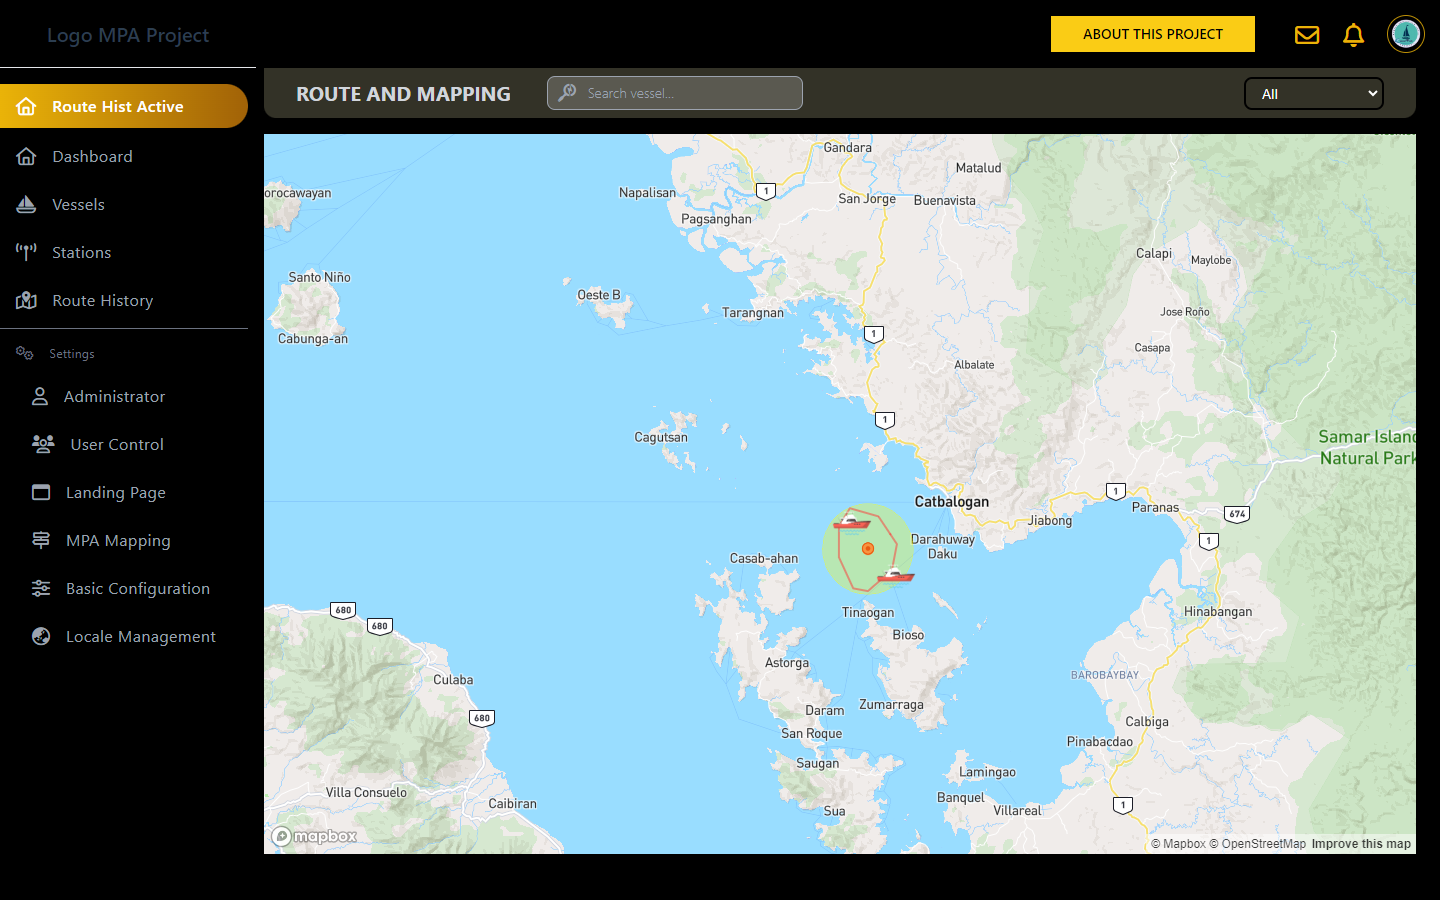 Logo MPA Project
ABOUT THIS PROJECT
Route Hist Active
Dashboard
Vessels
Stations
Route History
Settings
Administrator
User Control
Landing Page
MPA Mapping
Basic Configuration
Locale Management
ROUTE AND MAPPING
Search vessel...
All
Gandara
Matalud
orocawayan
Napalisan
1
San Jorge
Buenavista
Pagsanghan
Calapi
Maylobe
Santo Niño
Oeste B
Tarangnan
Jose Roño
Cabunga-an
1
Casapa
Albalate
1
Cagutsan
Samar Island
Natural Park
Catbalogan
1
Paranas
674
Jiabong
Darahuway
Daku
1
Casab-ahan
680
680
Tinaogan
Hinabangan
Bioso
Astorga
BAROBAYBAY
Culaba
Daram
Zumarraga
680
Calbiga
San Roque
Pinabacdao
Saugan
Lamingao
Villa Consuelo
Caibiran
Sua
Banquel
Villareal
1
mapbox
© Mapbox © OpenStreetMap Improve this map